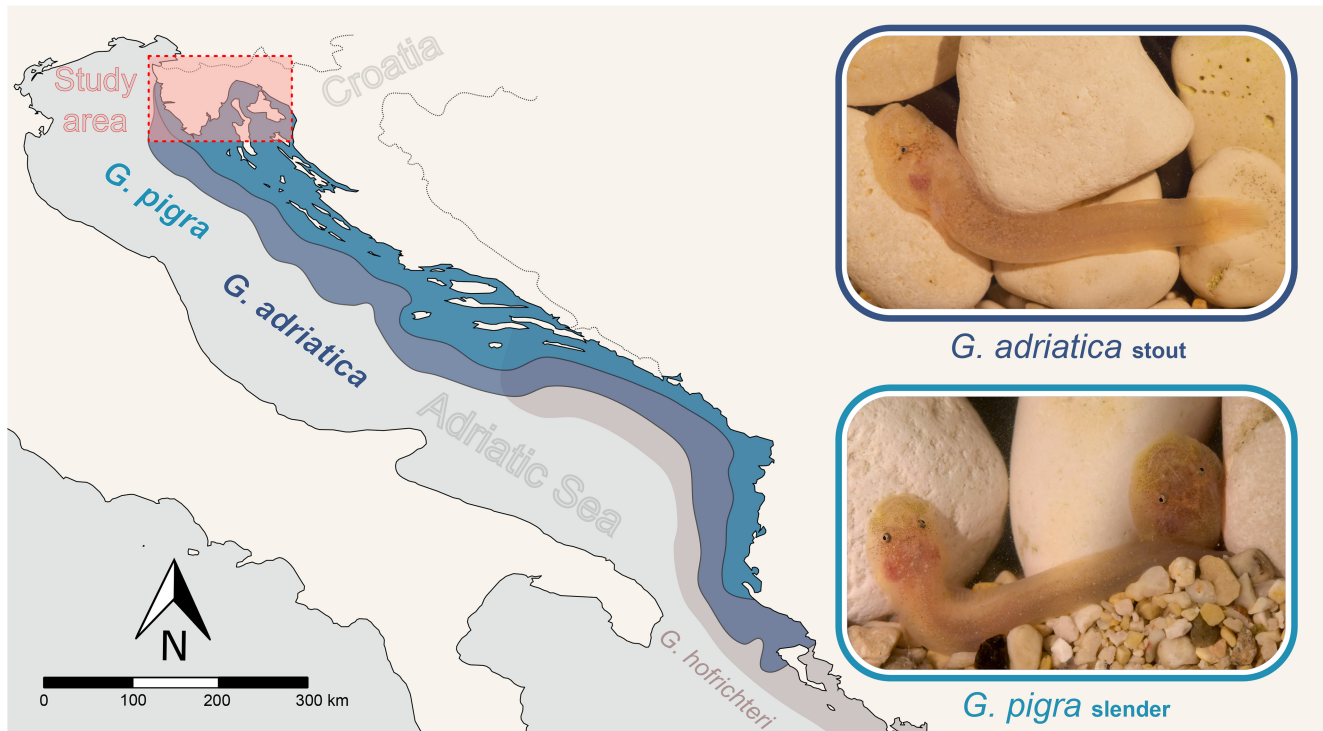 Study
area
Croatia
G. pigra
G. adriatica
Adriatic Sea
G. hofrichteri
N
0 100 200 300 km
G. adriatica stout
G. pigra slender